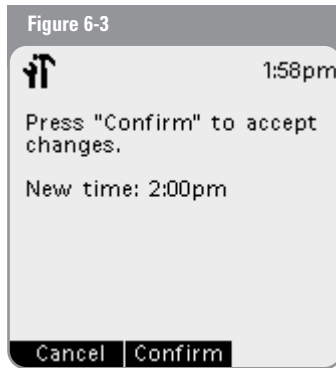 Figure 6-3
1:58pm
Press "Confirm" to accept
changes.
New time: 2:00pm
Cancel Confirm